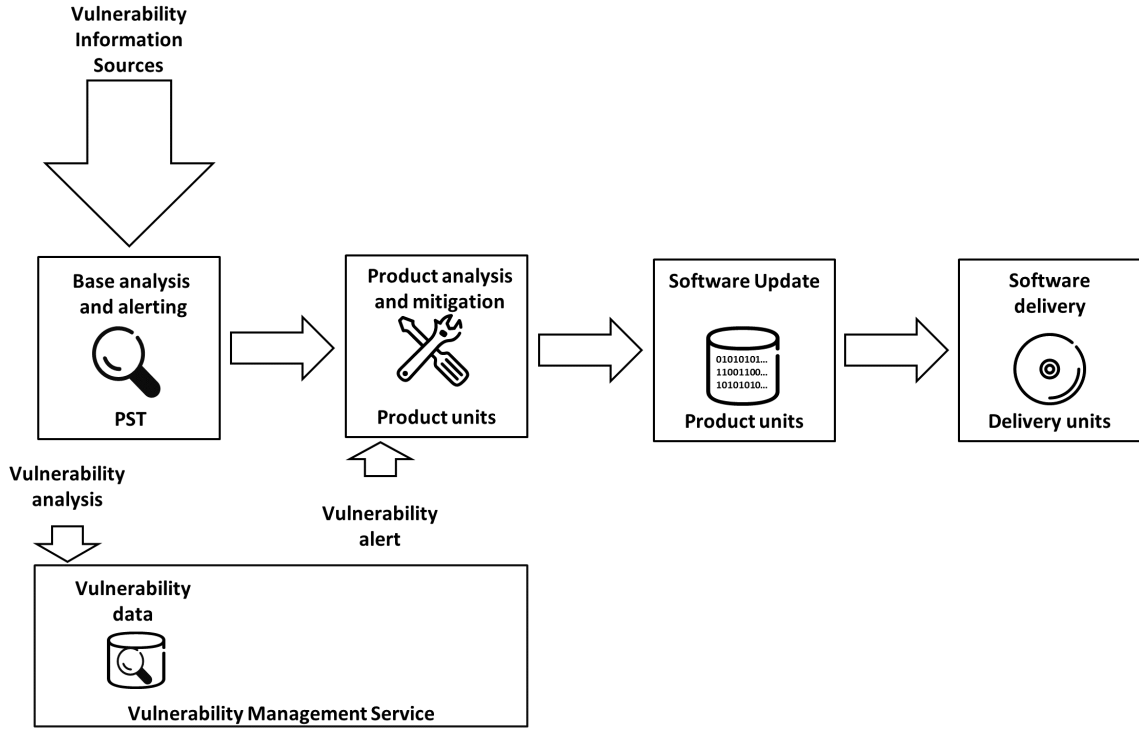 Vulnerability
Information
Sources
Base analysis
and alerting
PST
Product analysis
and mitigation
Product units
Software Update
01010101...
11001100...
10101010...
Product units
Software
delivery
Delivery units
Vulnerability
analysis
Vulnerability
alert
Vulnerability
data
Vulnerability Management Service